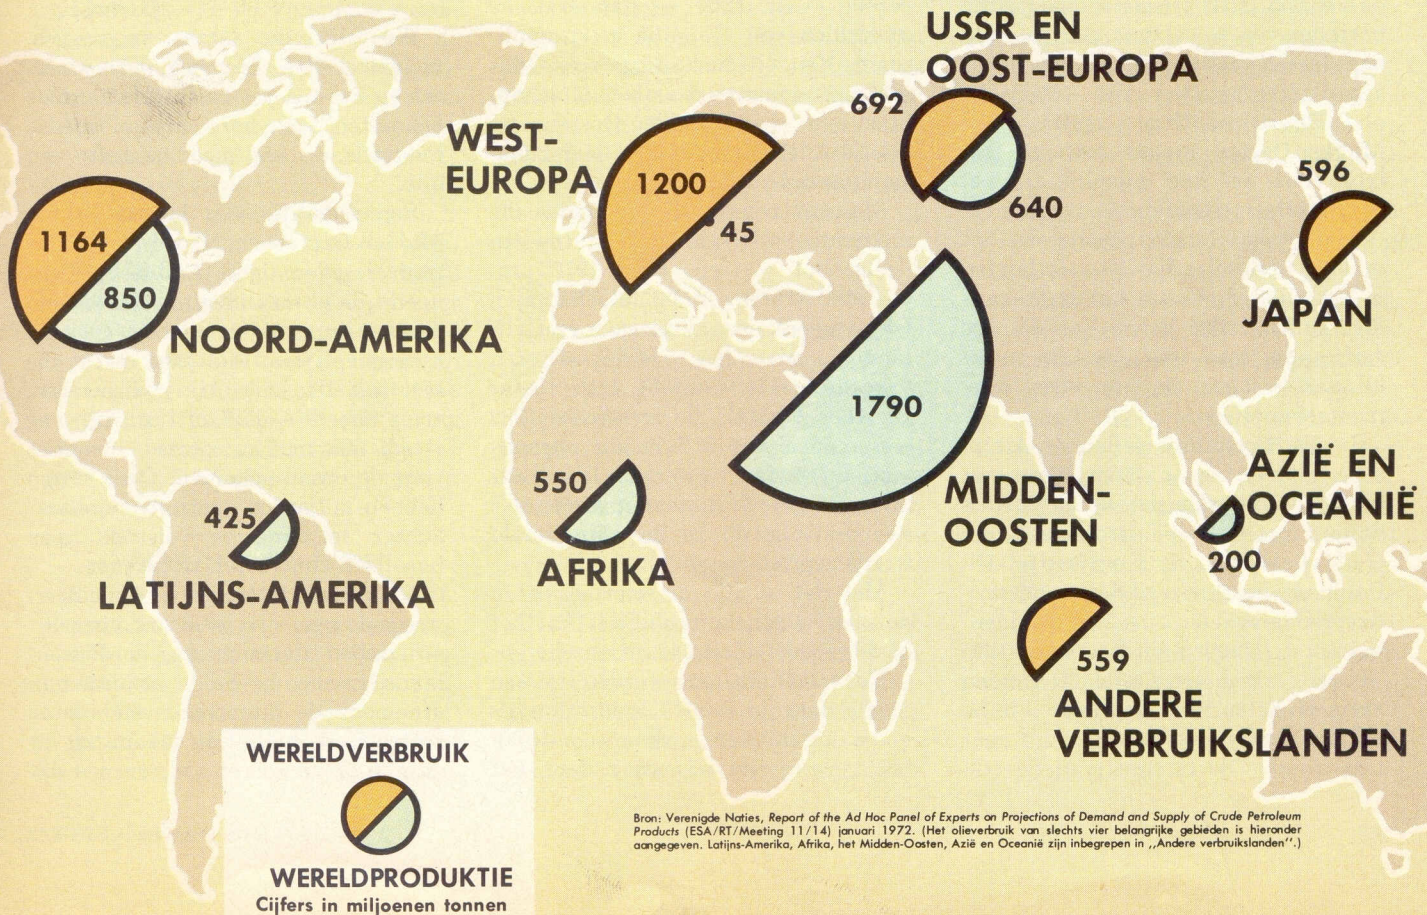 USSR EN
OOST-EUROPA
692
640
WEST-
EUROPA
1200
45
596
JAPAN
1164
850
NOORD-AMERIKA
1790
MIDDEN-
OOSTEN
AZIË EN
OCEANIË
200
550
AFRIKA
425
LATIJNS-AMERIKA
559
ANDERE
VERBRUIKSLANDEN
WERELDVERBRUIK
WERELDPRODUKTIE
Cijfers in miljoenen tonnen
Bron: Verenigde Naties, Report of the Ad Hoc Panel of Experts on Projections of Demand and Supply of Crude Petroleum
Products (ESA/RT/Meeting 11/14) januari 1972. (Het olieverbruik van slechts vier belangrijke gebieden is hieronder
aangegeven. Latijns-Amerika, Afrika, het Midden-Oosten, Azië en Oceanië zijn inbegrepen in ,,Andere verbruikslanden".)